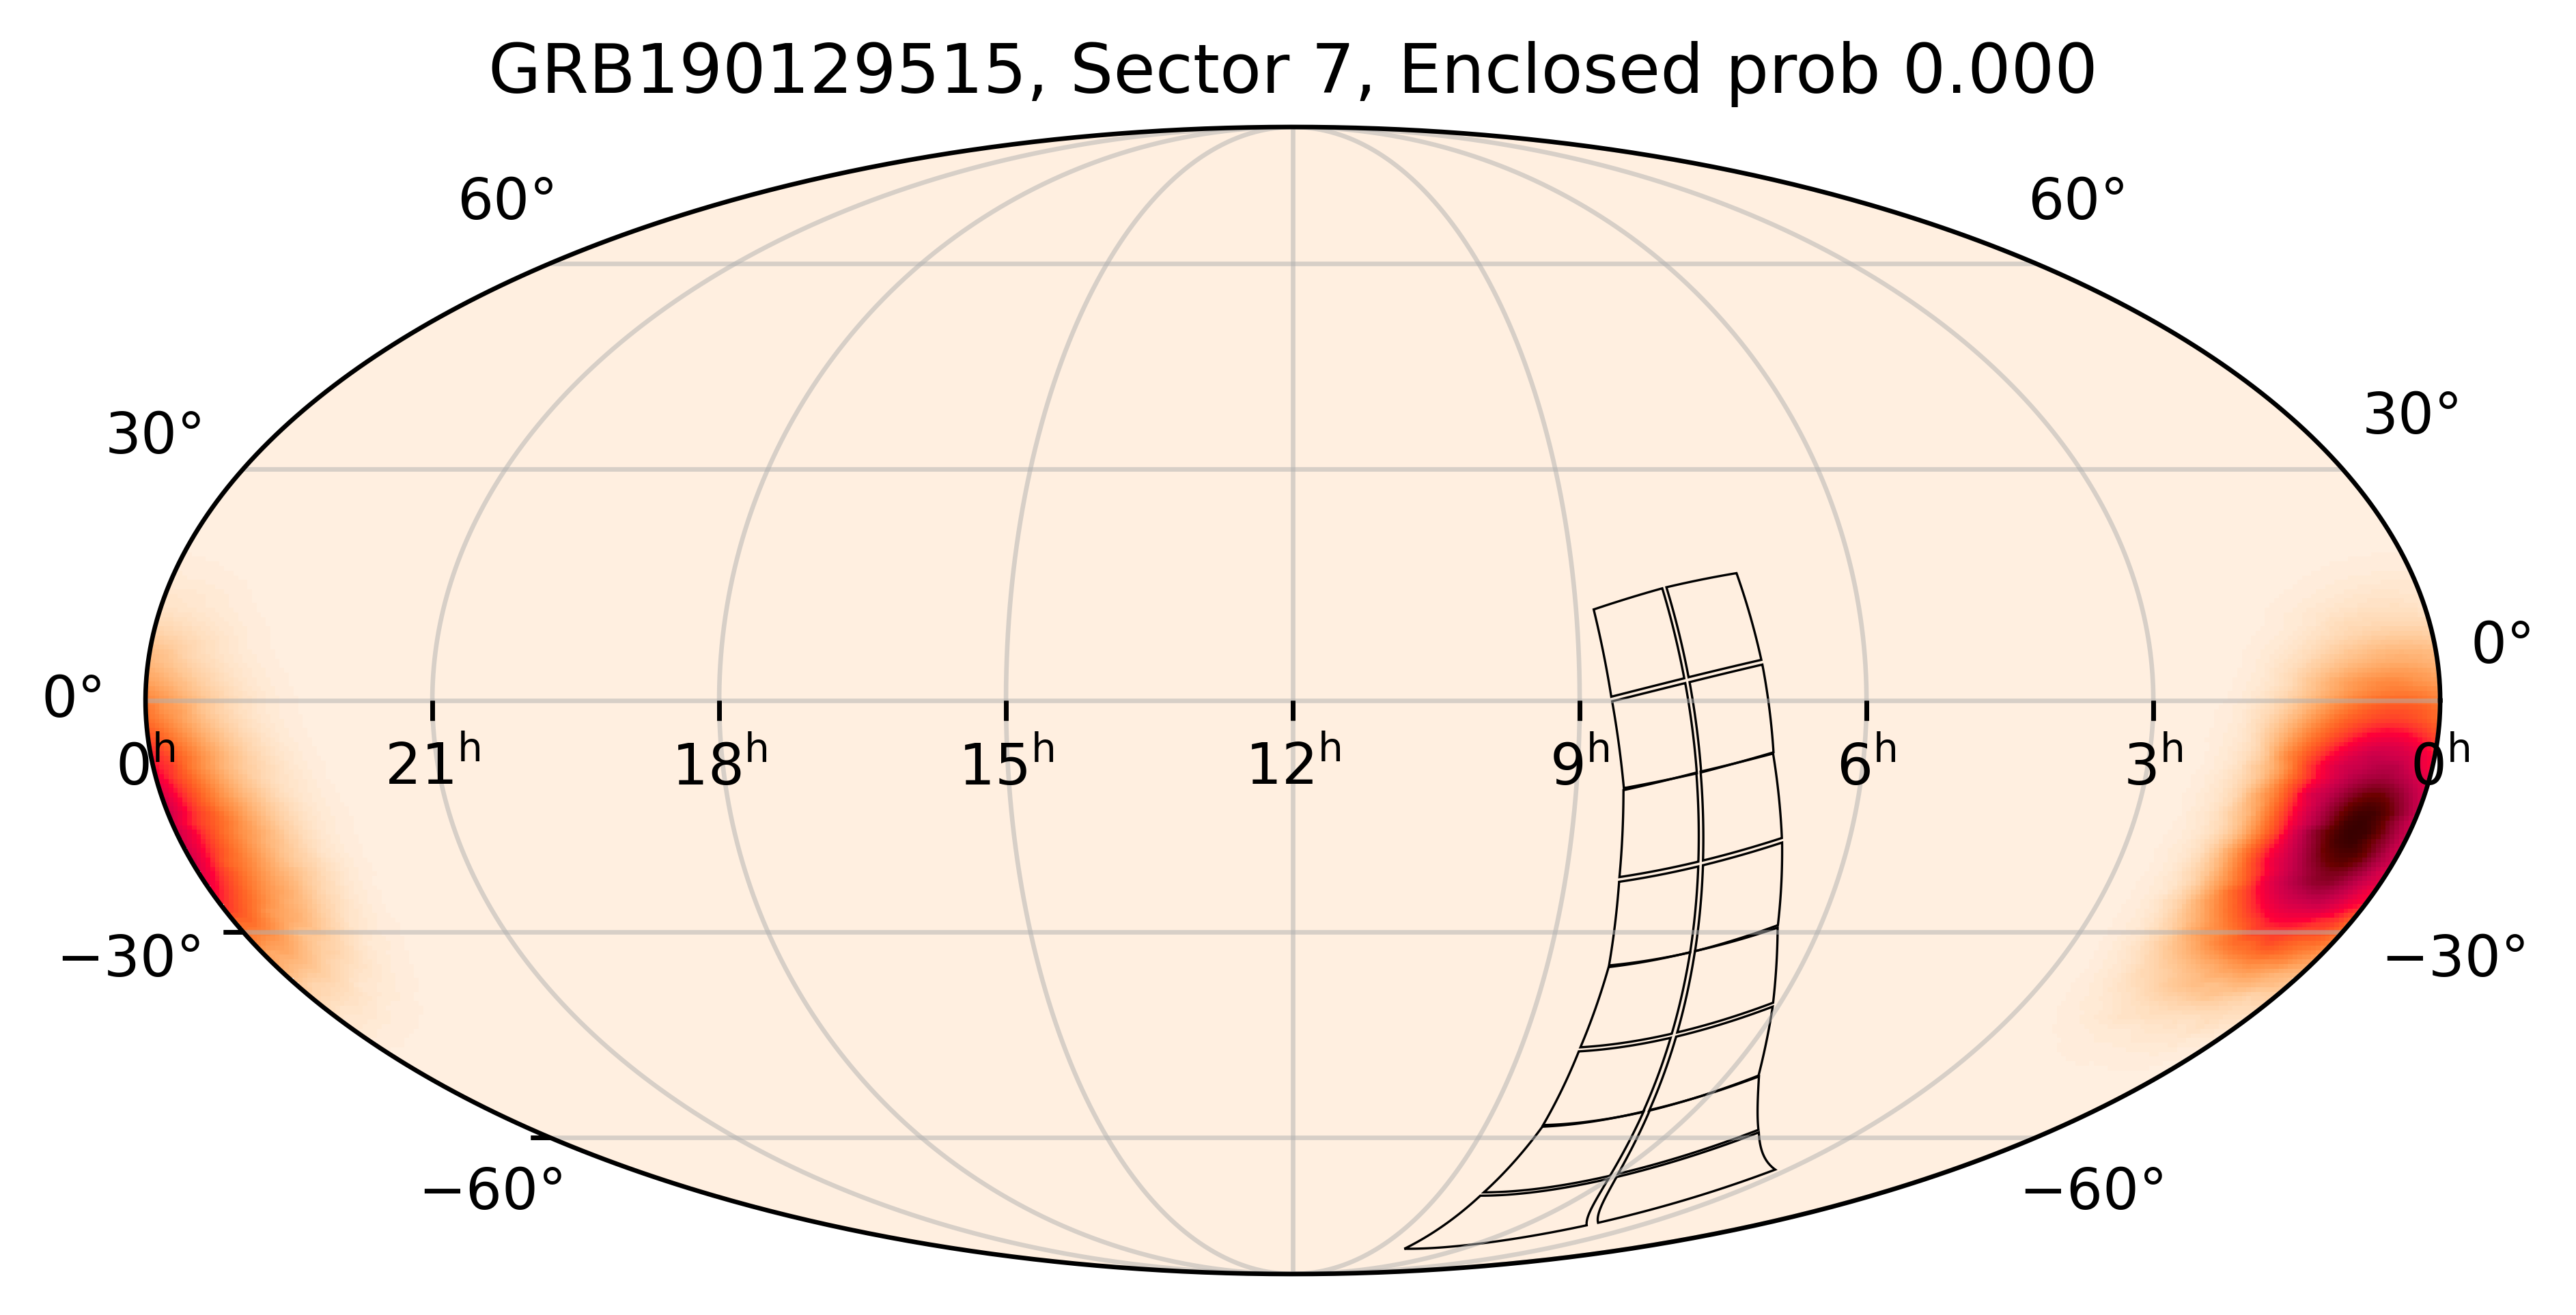 GRB190129515, Sector 7, Enclosed prob 0.000
60° 60°
30° 30°
0° 0°
0ʰ 21ʰ 18ʰ 15ʰ 12ʰ 9ʰ 6ʰ 3ʰ 0ʰ
−30° −30°
−60° −60°